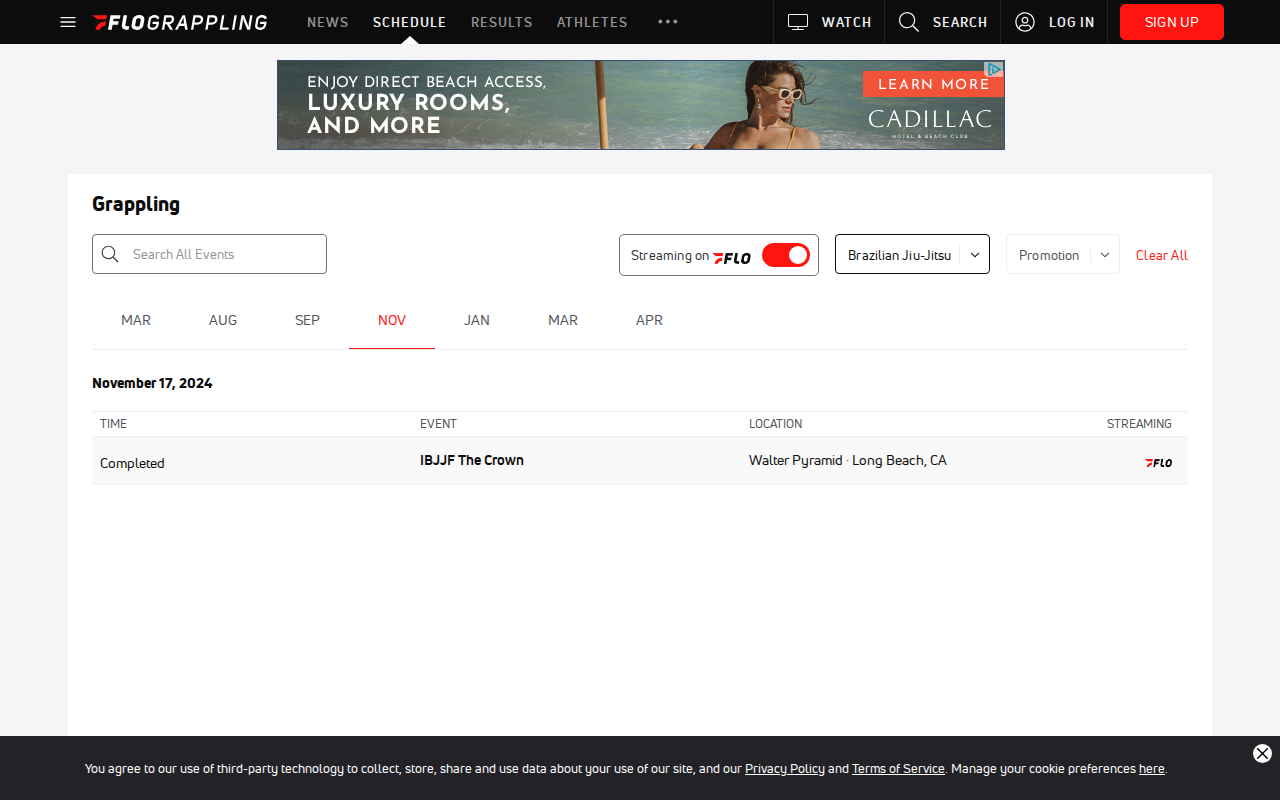 FLOGRAPPLING
NEWS
SCHEDULE
RESULTS
ATHLETES
WATCH
SEARCH
LOG IN
SIGN UP
ENJOY DIRECT BEACH ACCESS,
LUXURY ROOMS,
AND MORE
LEARN MORE
CADILLAC
HOTEL & BEACH CLUB
Grappling
Search All Events
Streaming on FLO
Brazilian Jiu-Jitsu
Promotion
Clear All
MAR AUG SEP NOV JAN MAR APR
November 17, 2024
TIME EVENT LOCATION STREAMING
Completed IBJJF The Crown Walter Pyramid · Long Beach, CA FLO
You agree to our use of third-party technology to collect, store, share and use data about your use of our site, and our Privacy Policy and Terms of Service. Manage your cookie preferences here.